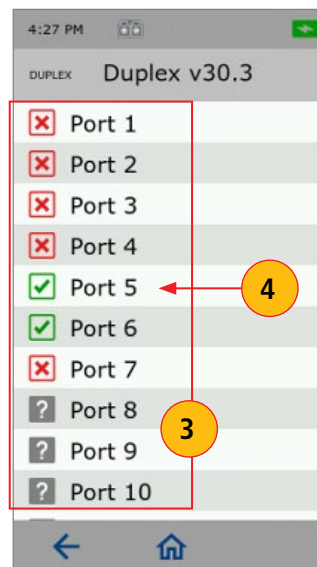 4:27 PM
DUPLEX Duplex v30.3
Port 1
Port 2
Port 3
Port 4
Port 5
4
Port 6
Port 7
? Port 8
3
? Port 9
? Port 10